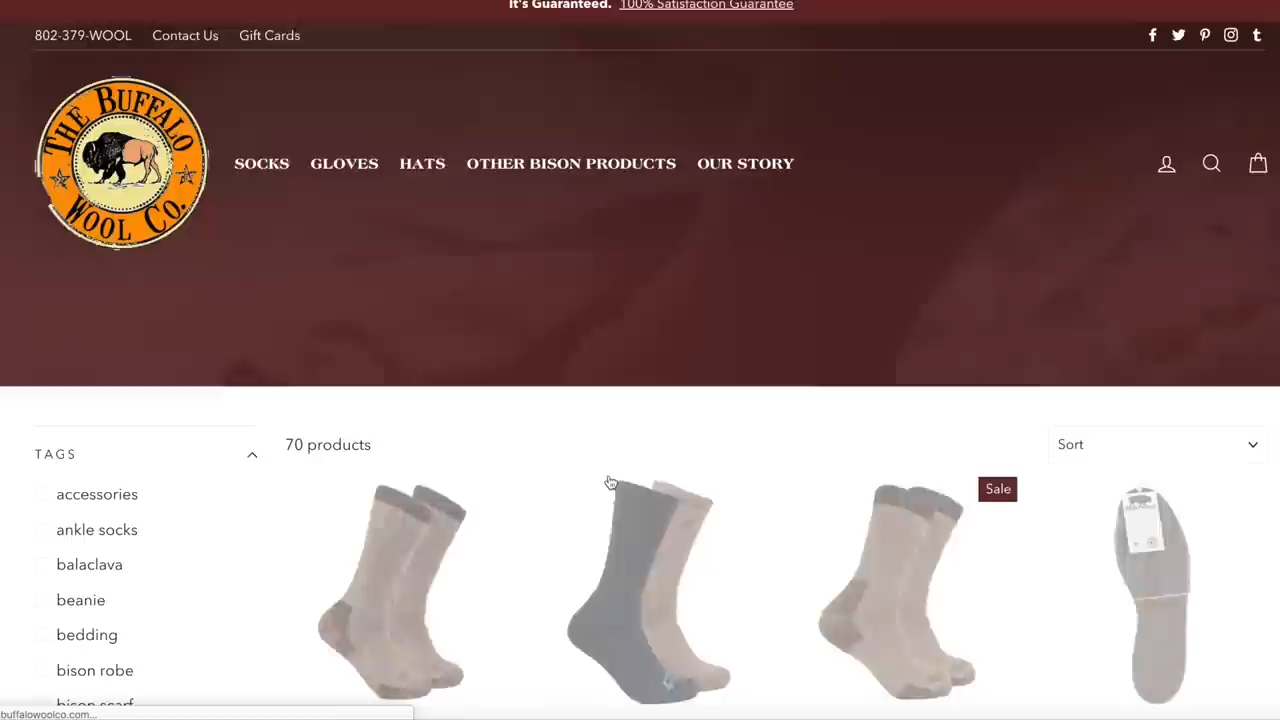 It's Guaranteed. 100% Satisfaction Guarantee
802-379-WOOL Contact Us Gift Cards
THE BUFFALO
WOOL CO.
SOCKS GLOVES HATS OTHER BISON PRODUCTS OUR STORY
TAGS
70 products
Sort
accessories
ankle socks
balaclava
beanie
bedding
bison robe
bison scarf
Sale
buffalowoolco.com...